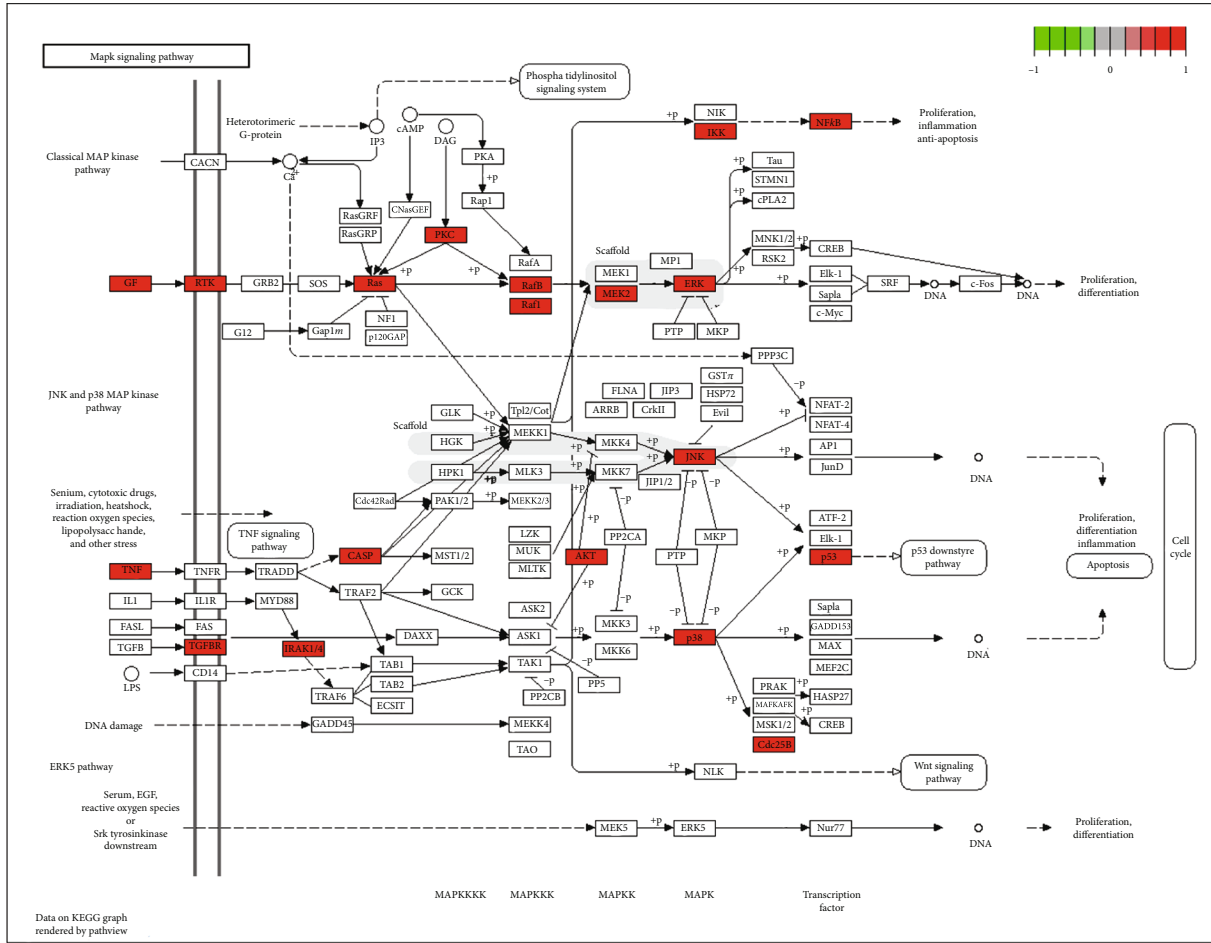 Mapk signaling pathway
−1
0
1
Phospha tidylinositol
signaling system
Heterotorimeric
G-protein
IP3
cAMP
DAG
NIK
IKK
NFkB
Proliferation,
inflammation
anti-apoptosis
+p
Classical MAP kinase
pathway
CACN
Ca
2+
PKA
+p
Rap1
Tau
STMN1
cPLA2
+p
+p
RasGRF
RasGRP
CNasGEF
PKC
RafA
Scaffold
MP1
MNK1/2
RSK2
+p
CREB
GF
RTK
GRB2
SOS
Ras
+p
+p
RafB
Raf1
MEK1
MEK2
ERK
+p
Elk-1
Sapla
c-Myc
+p
SRF
DNA
c-Fos
DNA
Proliferation,
differentiation
G12
Gap1m
NF1
p120GAP
PTP
MKP
PPP3C
JNK and p38 MAP kinase
pathway
GSTπ
HSP72
Evil
FLNA
JIP3
ARRB
CrkII
−p
NFAT-2
NFAT-4
+p
Scaffold
GLK
HGK
HPK1
+p
+p
+p
Tpl2/Cot
MEKK1
MLK3
+p
+p
MKK4
MKK7
+p
+p
JNK
JIP1/2
+p
AP1
JunD
DNA
Cdc42Rad
PAK1/2
+p
+p
MEKK2/3
Senium, cytotoxic drugs,
irradiation, heatshock,
reaction oxygen species,
lipopolysacc hande,
and other stress
TNF signaling
pathway
LZK
MUK
MLTK
+p
−p
PP2CA
−p
−p
−p
PTP
MKP
+p
+p
ATF-2
Elk-1
p53
p53 downstyre
pathway
Proliferation,
differentiation
inflammation
Apoptosis
Cell
cycle
TNF
TNFR
TRADD
CASP
MST1/2
AKT
+p
IL1
IL1R
MYD88
TRAF2
GCK
ASK2
−p
−p
FASL
FAS
DAXX
ASK1
+p
MKK3
MKK6
+p
p38
+p
+p
Sapla
GADD153
MAX
MEF2C
DNA
TGFB
TGFBR
IRAK1/4
LPS
CD14
TAB1
TAB2
ECSIT
TRAF6
TAK1
−p
−p
PP5
PP2CB
+p
PRAK
MAFKAFK
MSK1/2
Cdc25B
+p
+p
HASP27
CREB
DNA damage
GADD45
MEKK4
TAO
ERK5 pathway
+p
NLK
Wnt signaling
pathway
Serum, EGF,
reactive oxygen species
or
Srk tyrosinkinase
downstream
MEK5
+p
ERK5
Nur77
DNA
Proliferation,
differentiation
MAPKKKK
MAPKKK
MAPKK
MAPK
Transcription
factor
Data on KEGG graph
rendered by pathview